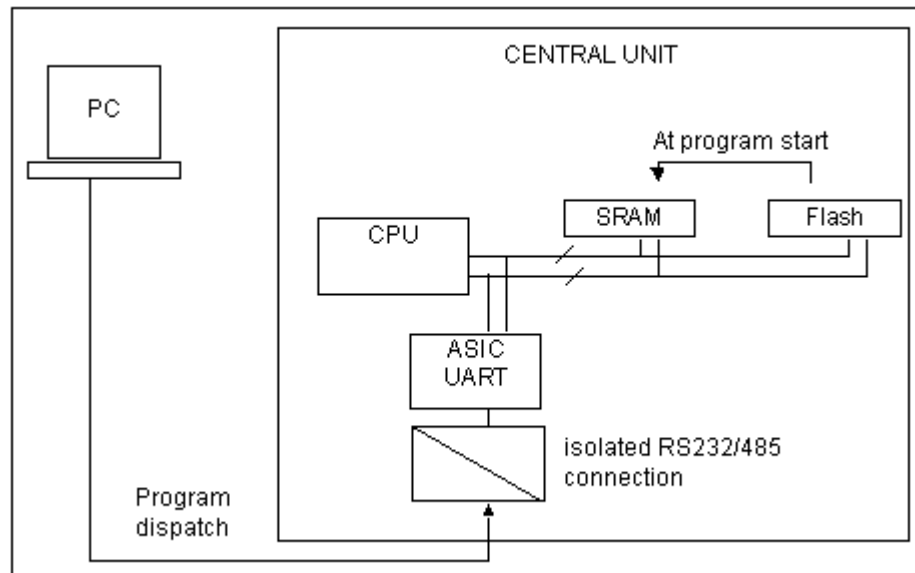 CENTRAL UNIT
PC
At program start
SRAM
Flash
CPU
ASIC
UART
isolated RS232/485
connection
Program
dispatch